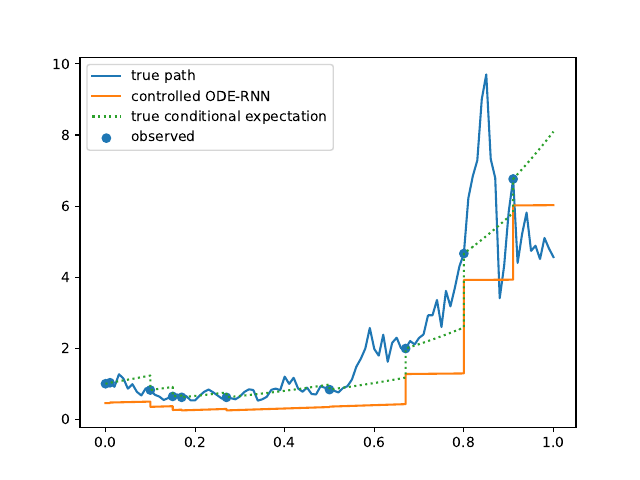 10
8
6
4
2
0
true path
controlled ODE-RNN
true conditional expectation
observed
0.0 0.2 0.4 0.6 0.8 1.0